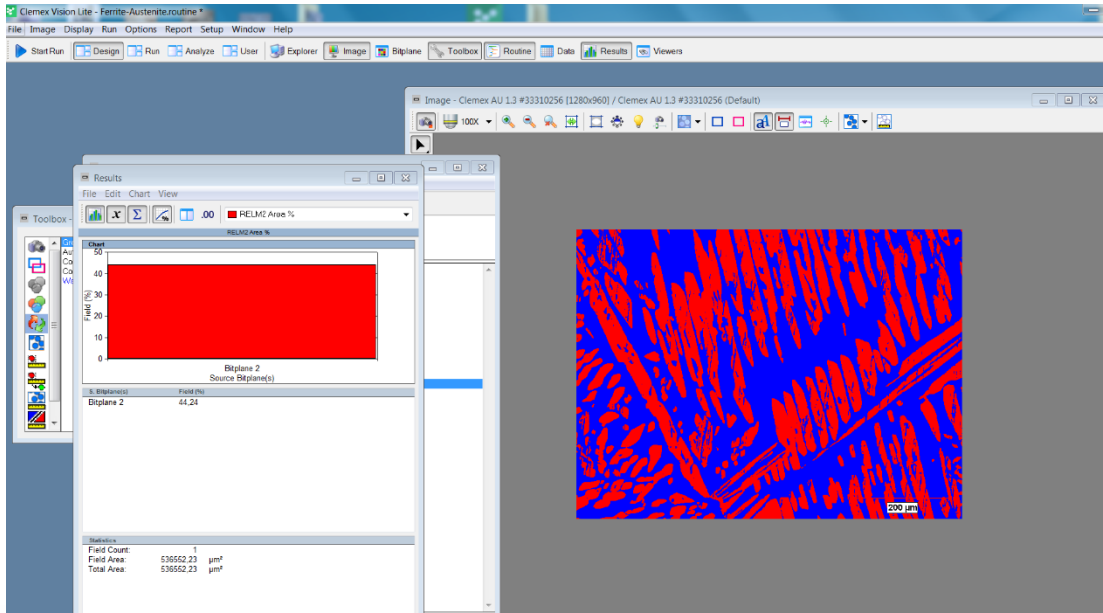 Clemex Vision Lite - Ferrite-Austenite.routine *
File Image Display Run Options Report Setup Window Help
Start Run Design Run Analyze User Explorer Image Bitplane Toolbox Routine Data Results Viewers
Image - Clemex AU 1.3 #33310256 [1280x960] / Clemex AU 1.3 #33310256 (Default)
100X
a1
Results
File Edit Chart View
x Σ % .00 RELM2 Area %
RELM2 Area %
Toolbox -
Chart
50
40
30
20
10
0
Field (%)
Bitplane 2
Source Bitplane(s)
S. Bitplane(s) Field (%)
Bitplane 2 44,24
200 µm
Statistics
Field Count: 1
Field Area: 536552,23 µm²
Total Area: 536552,23 µm²